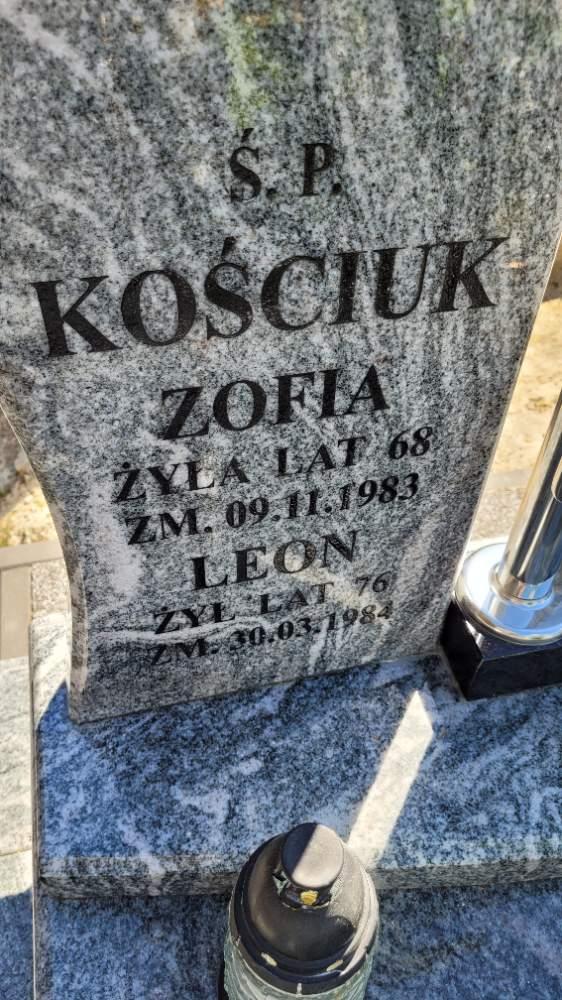 Ś. P.
KOŚCIUK
ZOFIA
ŻYŁA LAT 68
ZM. 09.11.1983
LEON
ŻYŁ LAT 76
ZM. 30.03.1984